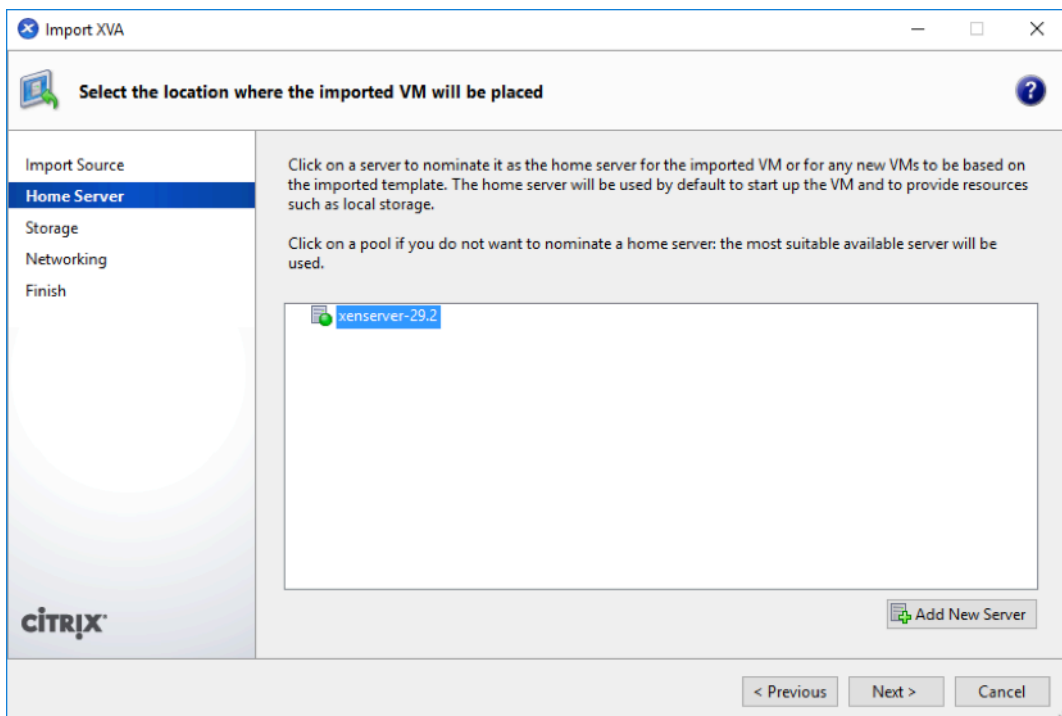 Import XVA
Select the location where the imported VM will be placed
?
Import Source
Home Server
Storage
Networking
Finish
Click on a server to nominate it as the home server for the imported VM or for any new VMs to be based on
the imported template. The home server will be used by default to start up the VM and to provide resources
such as local storage.
Click on a pool if you do not want to nominate a home server: the most suitable available server will be
used.
xenserver-29.2
Add New Server
CİTRIX
< Previous
Next >
Cancel